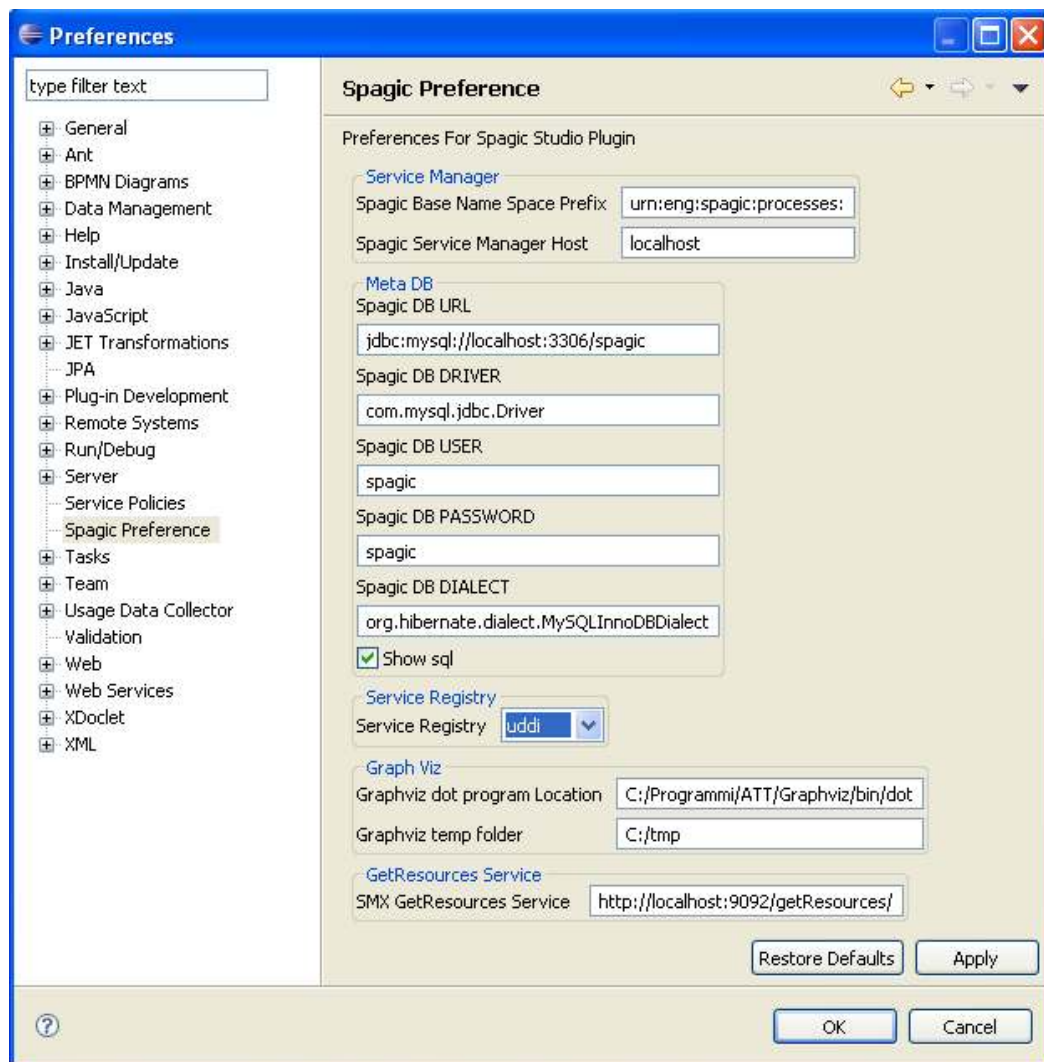 Preferences
type filter text
General
Ant
BPMN Diagrams
Data Management
Help
Install/Update
Java
JavaScript
JET Transformations
JPA
Plug-in Development
Remote Systems
Run/Debug
Server
Service Policies
Spagic Preference
Tasks
Team
Usage Data Collector
Validation
Web
Web Services
XDoclet
XML
Spagic Preference
Preferences For Spagic Studio Plugin
Service Manager
Spagic Base Name Space Prefix urn:eng:spagic:processes:
Spagic Service Manager Host localhost
Meta DB
Spagic DB URL
jdbc:mysql://localhost:3306/spagic
Spagic DB DRIVER
com.mysql.jdbc.Driver
Spagic DB USER
spagic
Spagic DB PASSWORD
spagic
Spagic DB DIALECT
org.hibernate.dialect.MySQLInnoDBDialect
Show sql
Service Registry
Service Registry uddi
Graph Viz
Graphviz dot program Location C:/Programmi/ATT/Graphviz/bin/dot
Graphviz temp folder C:/tmp
GetResources Service
SMX GetResources Service http://localhost:9092/getResources/
Restore Defaults Apply
? OK Cancel